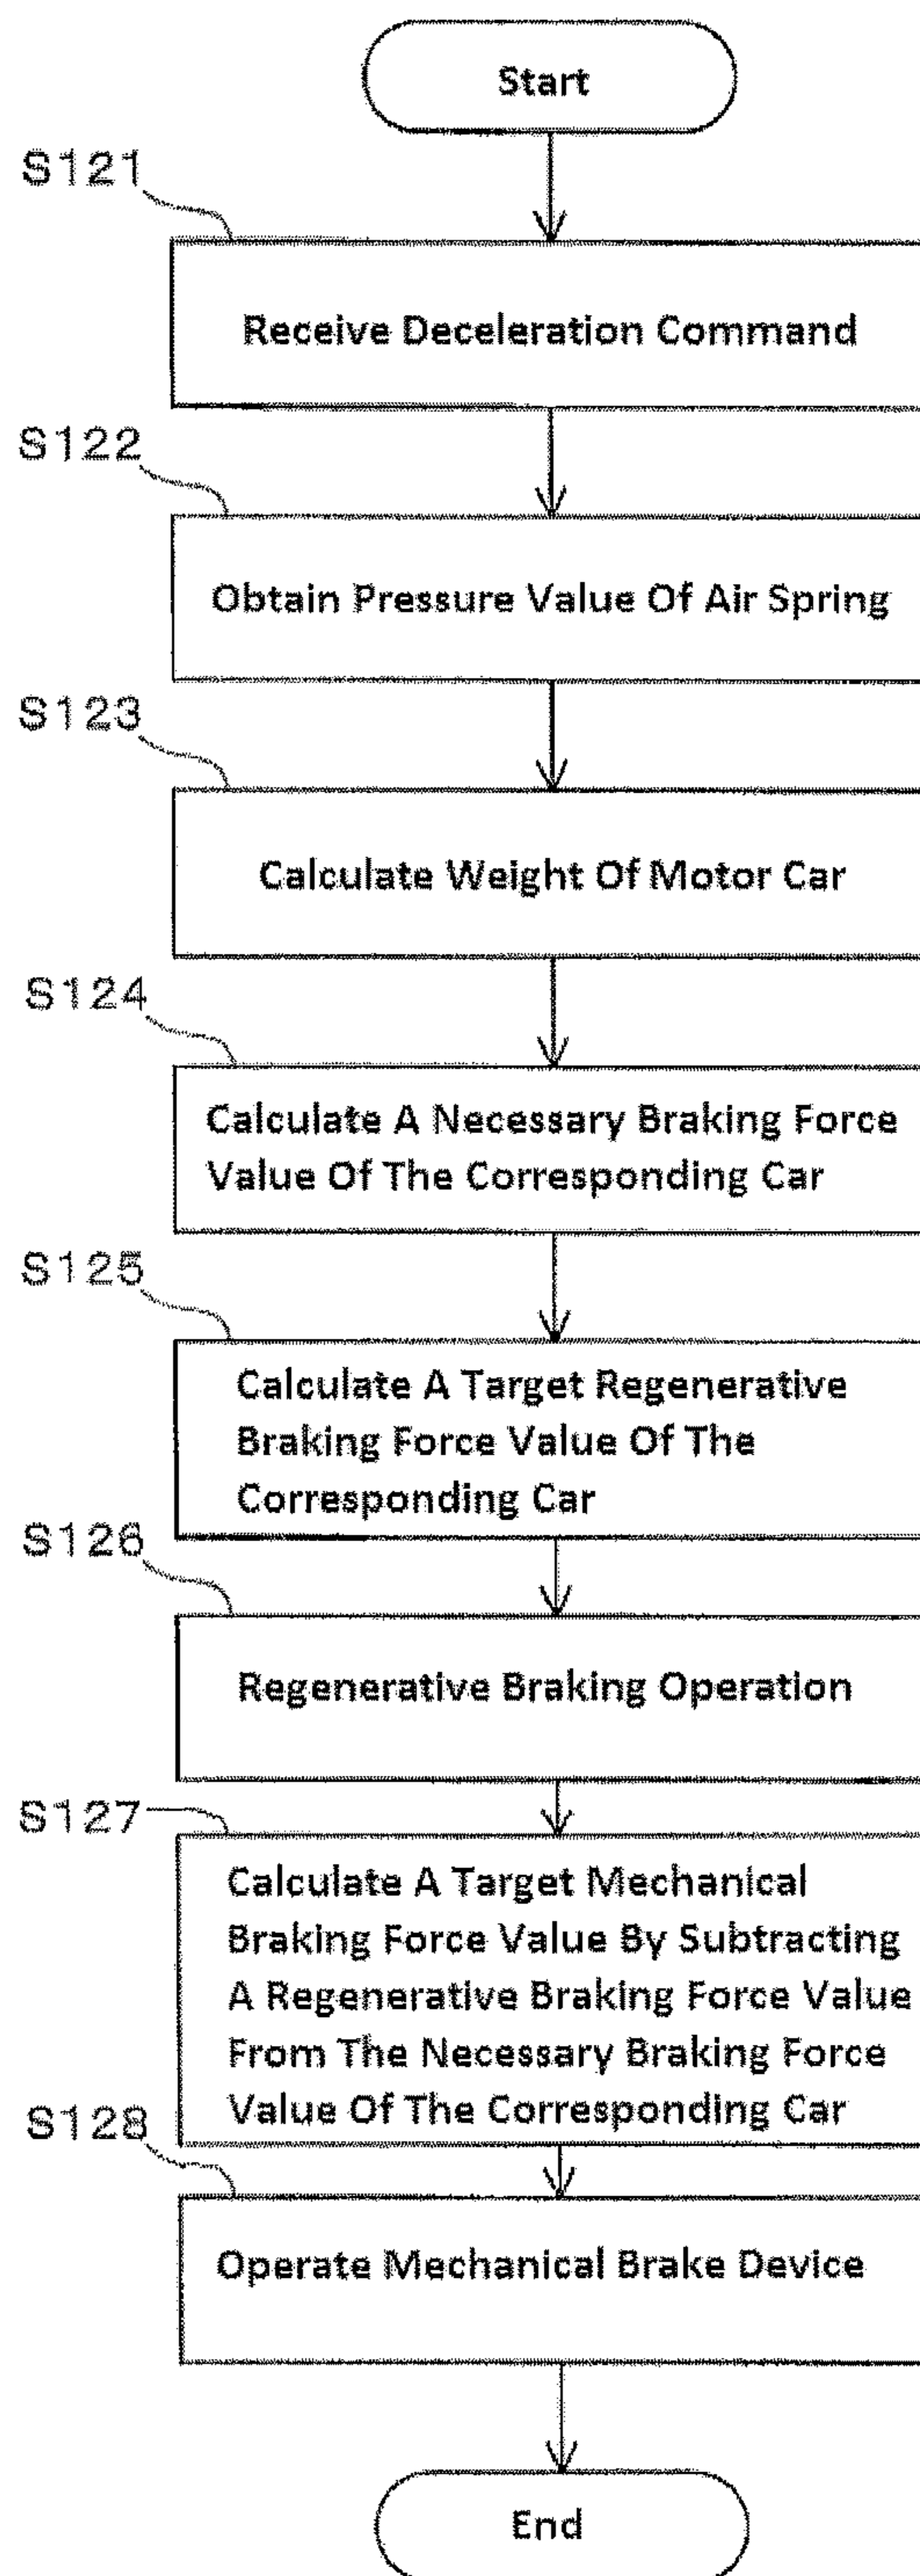 Start
S121
Receive Deceleration Command
S122
Obtain Pressure Value Of Air Spring
S123
Calculate Weight Of Motor Car
S124
Calculate A Necessary Braking Force
Value Of The Corresponding Car
S125
Calculate A Target Regenerative
Braking Force Value Of The
Corresponding Car
S126
Regenerative Braking Operation
S127
Calculate A Target Mechanical
Braking Force Value By Subtracting
A Regenerative Braking Force Value
From The Necessary Braking Force
Value Of The Corresponding Car
S128
Operate Mechanical Brake Device
End